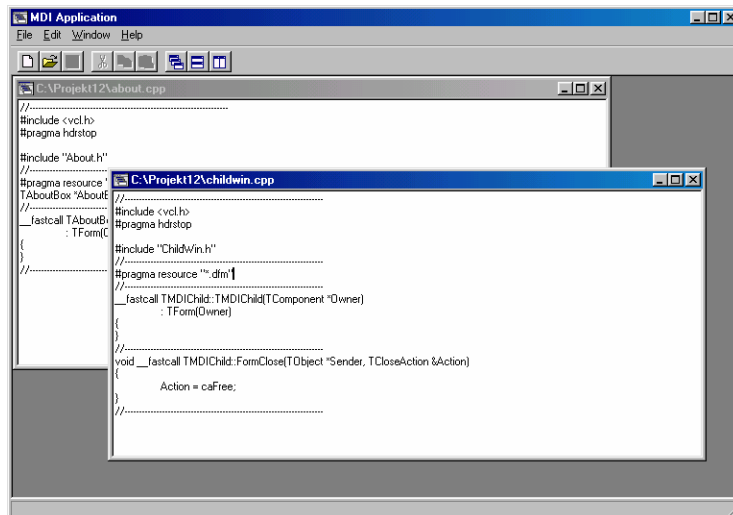 MDI Application
File Edit Window Help
C:\Projekt12\about.cpp
//------------------------------------------------------
#include <vcl.h>
#pragma hdrstop
#include "About.h"
//---------------------
#pragma resource "
TAboutBox *AboutB
//---------------------
__fastcall TAboutBo
: TForm(O
{
}
//---------------------
C:\Projekt12\childwin.cpp
//------------------------------------------------------
#include <vcl.h>
#pragma hdrstop
#include "ChildWin.h"
//------------------------------------------------------
#pragma resource "*.dfm"
//------------------------------------------------------
__fastcall TMDIChild::TMDIChild(TComponent *Owner)
: TForm(Owner)
{
}
//------------------------------------------------------
void __fastcall TMDIChild::FormClose(TObject *Sender, TCloseAction &Action)
{
Action = caFree;
}
//------------------------------------------------------